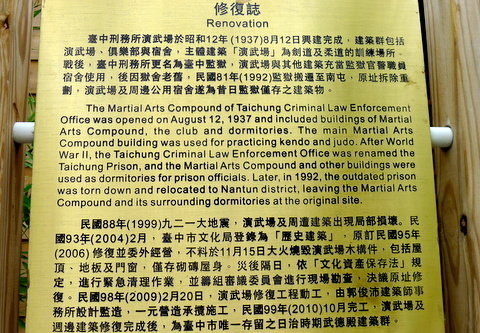 修復誌
Renovation
臺中刑務所演武場於昭和12年(1937)8月12日興建完成，建築群包括
演武場、俱樂部與宿舍，主體建築「演武場」為劍道及柔道的訓練場所。
戰後，臺中刑務所更名為臺中監獄，演武場與其他建築充當監獄官警職員
宿舍使用，後因獄舍老舊，民國81年(1992)監獄搬遷至南屯，原址拆除重
劃，演武場及周邊公用宿舍遂為昔日監獄僅存之建築物。
The Martial Arts Compound of Taichung Criminal Law Enforcement
Office was opened on August 12, 1937 and included buildings of Martial
Arts Compound, the club and dormitories. The main Martial Arts
Compound building was used for practicing kendo and judo. After World
War II, the Taichung Criminal Law Enforcement Office was renamed the
Taichung Prison, and the Martial Arts Compound and other buildings were
used as dormitories for prison officials. Later, in 1992, the outdated prison
was torn down and relocated to Nantun district, leaving the Martial Arts
Compound and its surrounding dormitories at the original site.
民國88年(1999)九二一大地震，演武場及周遭建築出現局部損壞。民
國93年(2004)2月，臺中市文化局登錄為「歷史建築」，原訂民國95年
(2006)修復並委外經營，不料於11月15日大火燒毀演武場木構件，包括屋
頂、地板及門窗，僅存砌磚屋身。災後隔日，依「文化資產保存法」規
定，進行緊急清理作業，並籌組審議委員會進行現場勘查，決議原址修
復。民國98年(2009)2月20日，演武場修復工程動工，由郭俊沛建築師事
務所設計監造，一元營造承攬施工，民國99年(2010)10月完工，演武場及
週邊建築修復完成後，為臺中市唯一存留之日治時期武德殿建築群。